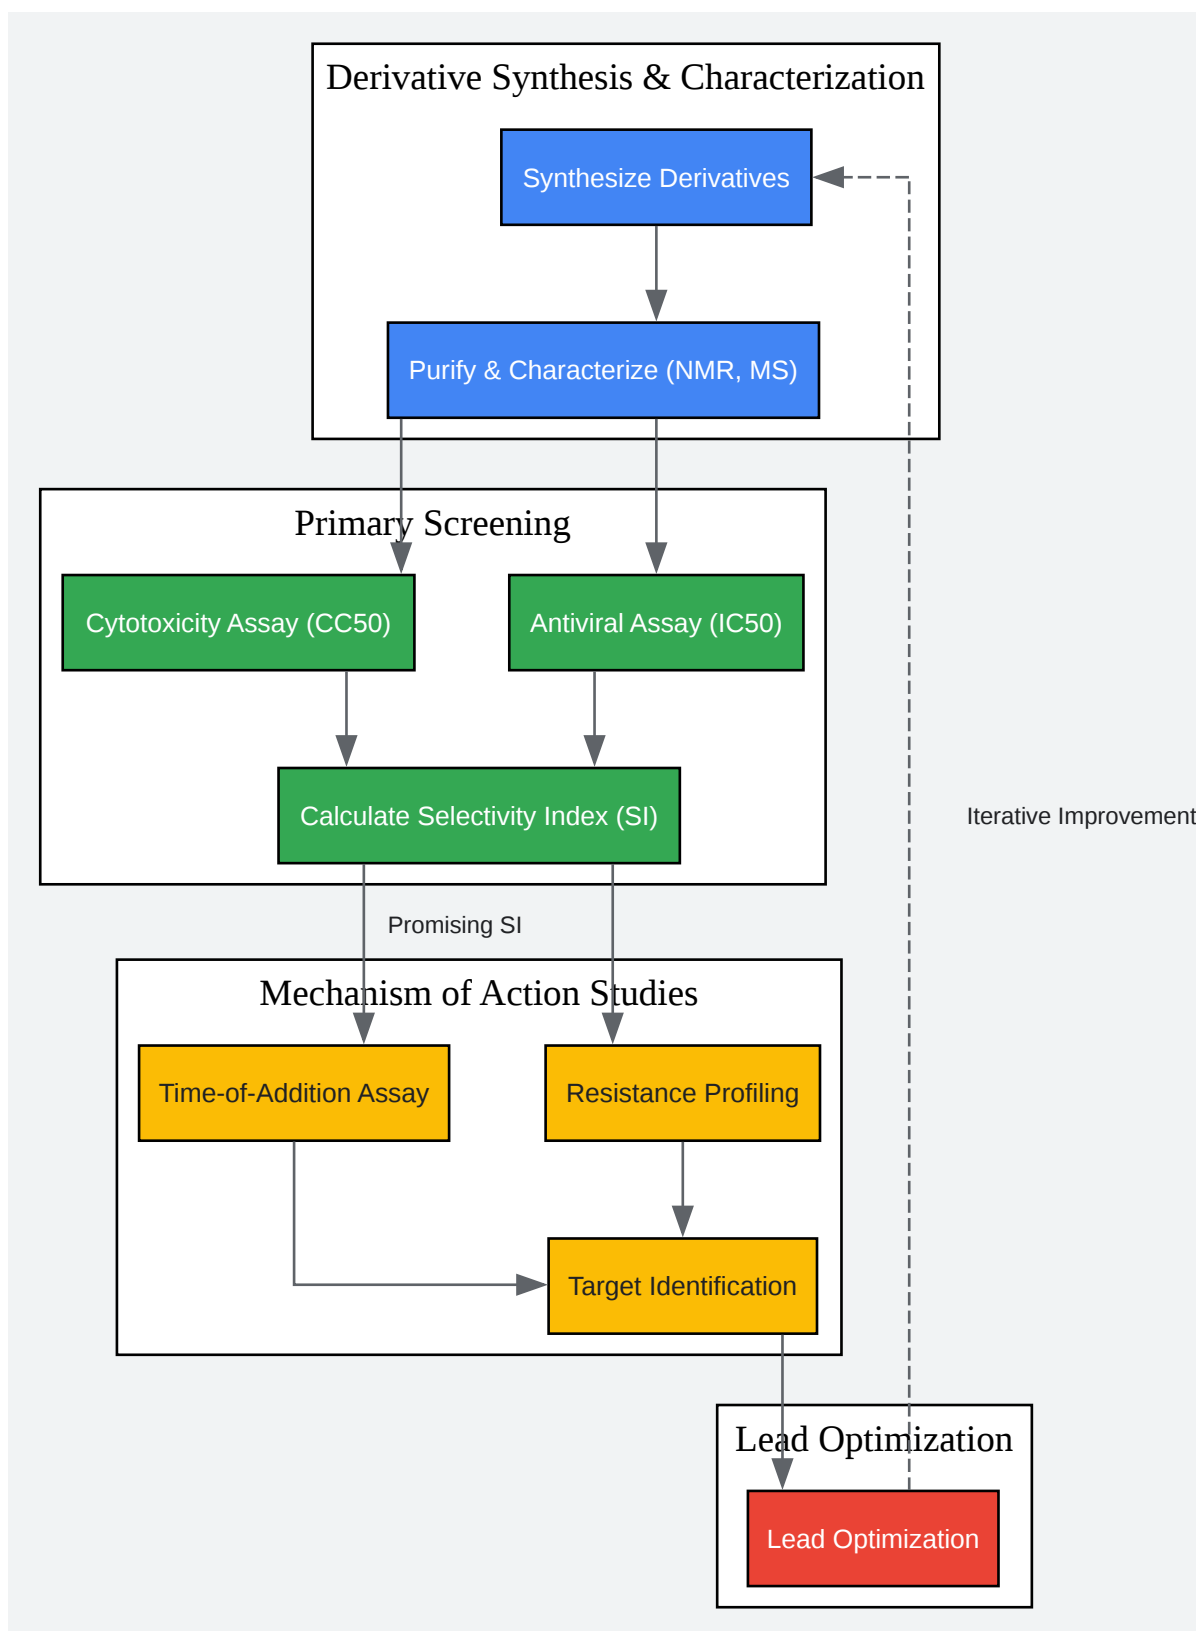 Derivative Synthesis & Characterization
Synthesize Derivatives
Purify & Characterize (NMR, MS)
Primary Screening
Cytotoxicity Assay (CC50)
Antiviral Assay (IC50)
Calculate Selectivity Index (SI)
Iterative Improvement
Promising SI
Mechanism of Action Studies
Time-of-Addition Assay
Resistance Profiling
Target Identification
Lead Optimization
Lead Optimization